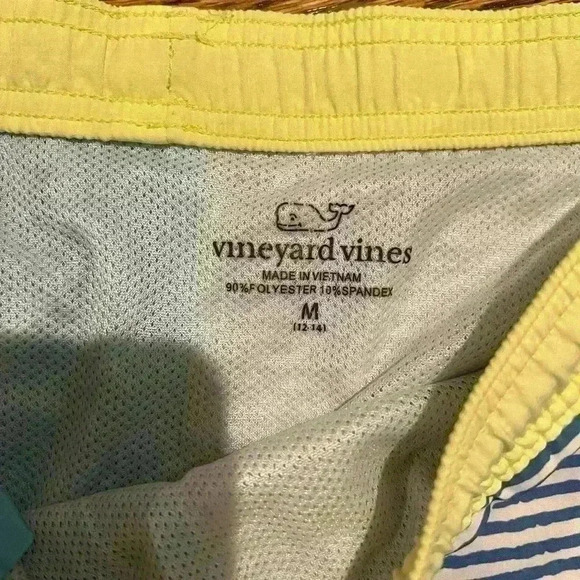 vineyard vines
MADE IN VIETNAM
90%POLYESTER 10%SPANDEX
M
(12-14)